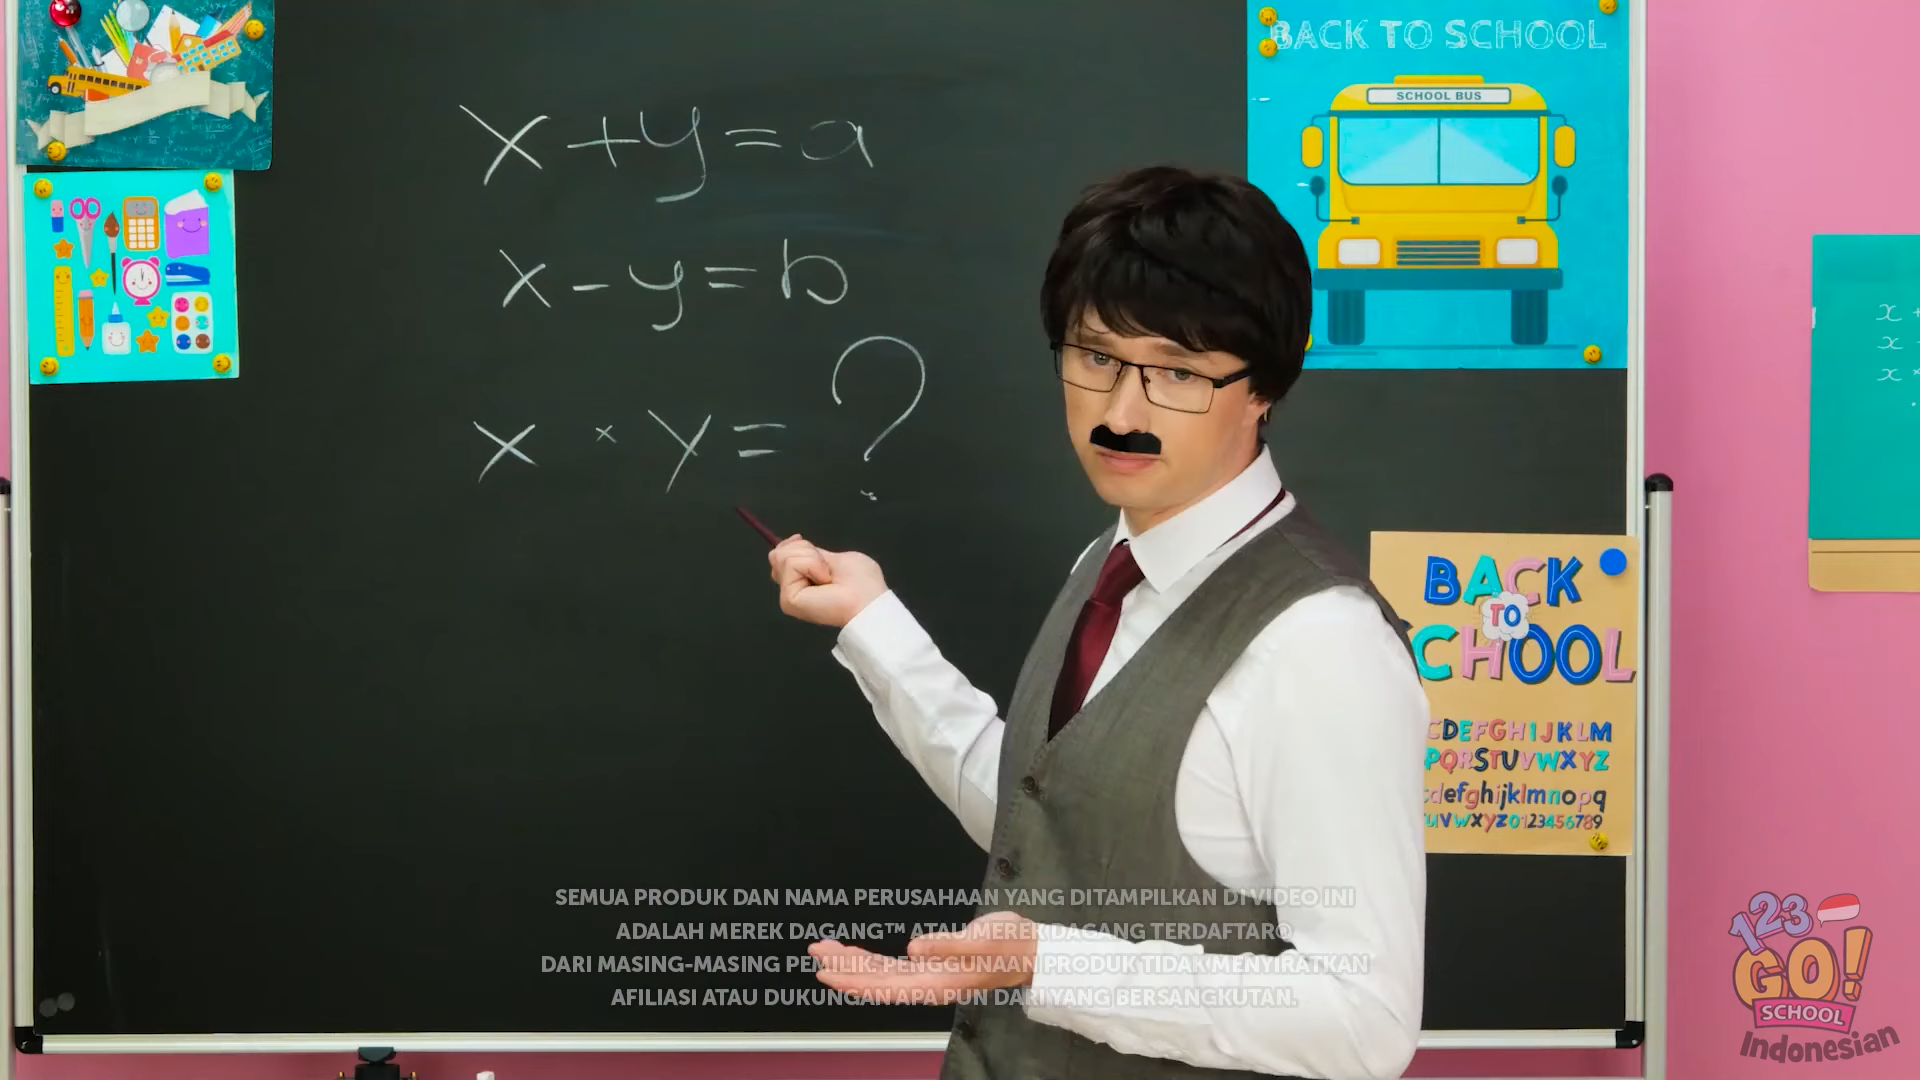 x + y = a
x - y = b
x × y = ?
BACK TO SCHOOL
SCHOOL BUS
BACK
TO
SCHOOL
CDEFGHIJKLM
PQRSTUVWXYZ
cdefghijklmnopq
uvwxyz0123456789
x +
x
x
SEMUA PRODUK DAN NAMA PERUSAHAAN YANG DITAMPILKAN DI VIDEO INI
ADALAH MEREK DAGANG™ ATAU MEREK DAGANG TERDAFTAR®
DARI MASING-MASING PEMILIK. PENGGUNAAN PRODUK TIDAK MENYIRATKAN
AFILIASI ATAU DUKUNGAN APA PUN DARI YANG BERSANGKUTAN.
123
GO!
SCHOOL
Indonesian